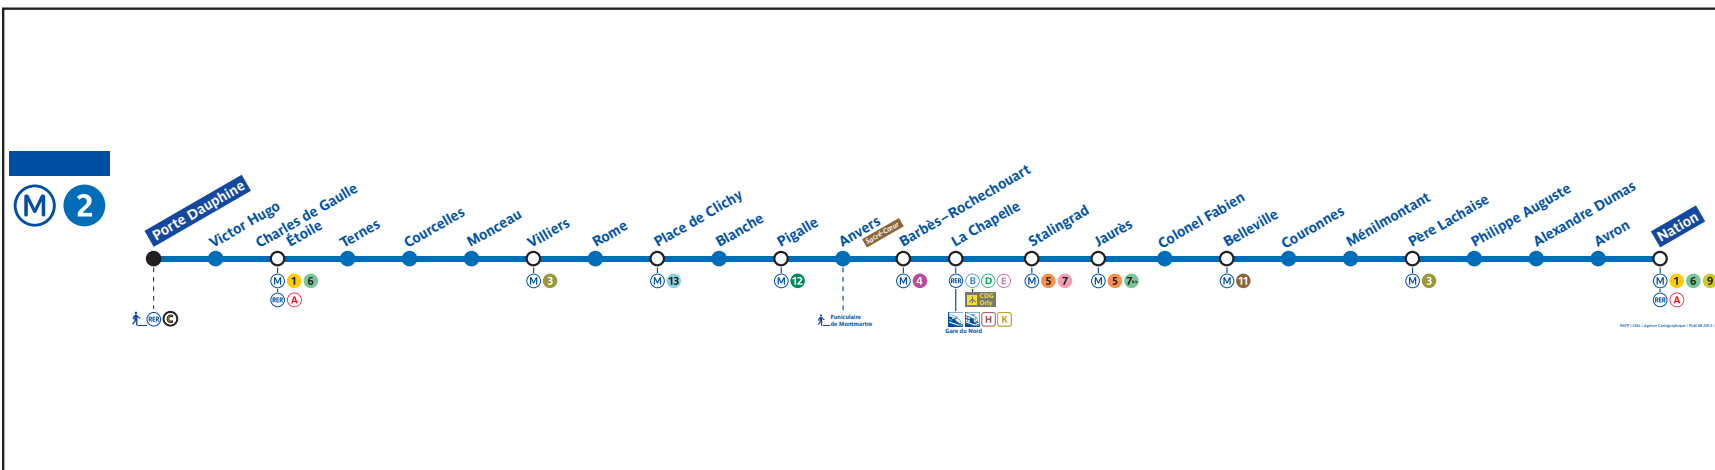 M 2
Porte Dauphine
Victor Hugo
Charles de Gaulle
Étoile
Ternes
Courcelles
Monceau
Villiers
Rome
Place de Clichy
Blanche
Pigalle
Anvers
Sacré-Cœur
Barbès–Rochechouart
La Chapelle
Stalingrad
Jaurès
Colonel Fabien
Belleville
Couronnes
Ménilmontant
Père Lachaise
Philippe Auguste
Alexandre Dumas
Avron
Nation
RER C
M 1 6
RER A
M 3
M 13
M 12
Funiculaire
de Montmartre
M 4
RER B D E
CDG
Orly
H K
Gare du Nord
M 5 7
M 5 7bis
M 11
M 3
M 1 6 9
RER A